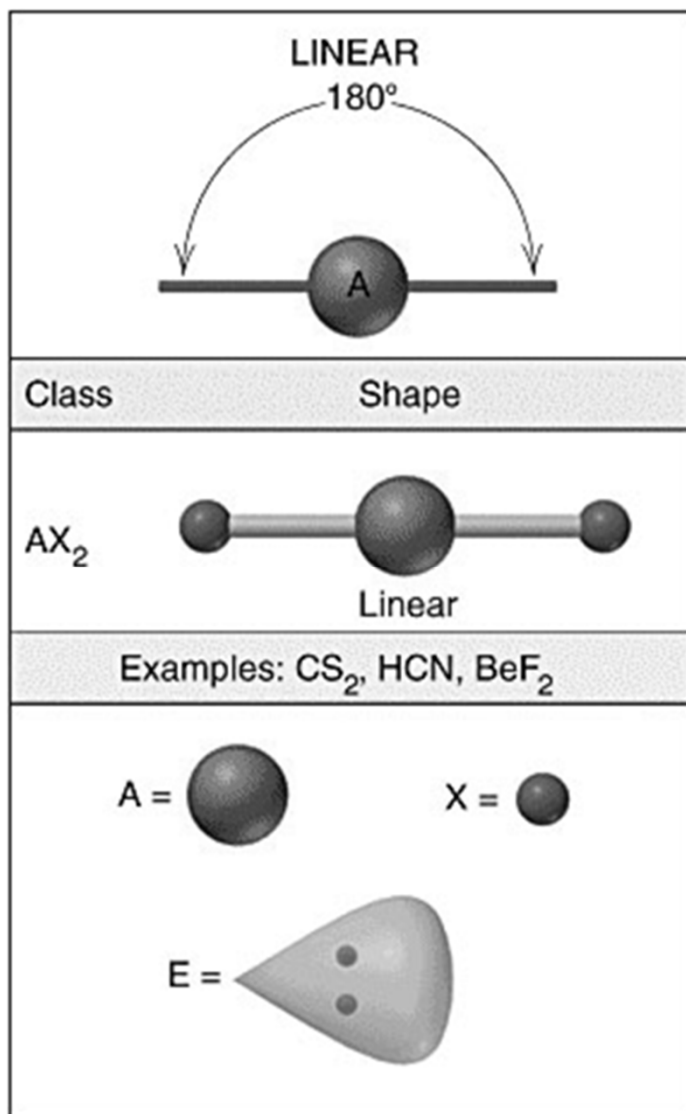 LINEAR
180°
A
Class Shape
AX₂
Linear
Examples: CS₂, HCN, BeF₂
A = X =
E =